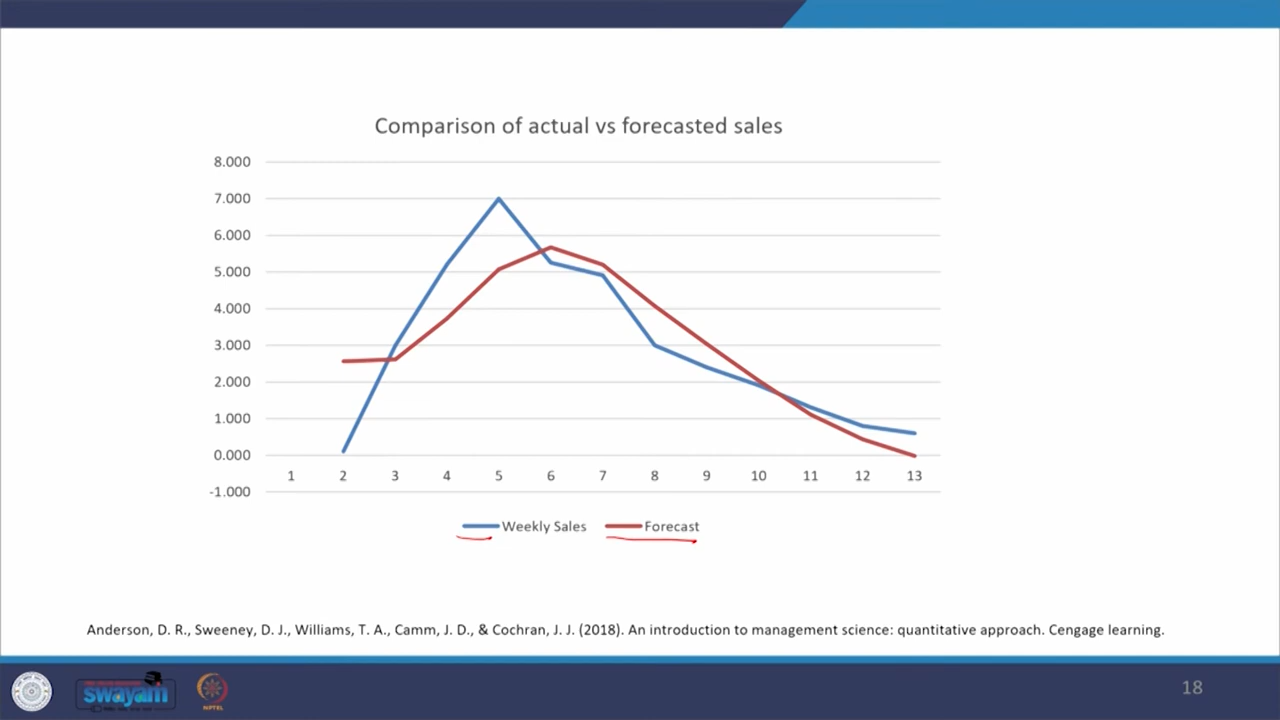 Comparison of actual vs forecasted sales
8.000
7.000
6.000
5.000
4.000
3.000
2.000
1.000
0.000
-1.000
1 2 3 4 5 6 7 8 9 10 11 12 13
Weekly Sales Forecast
Anderson, D. R., Sweeney, D. J., Williams, T. A., Camm, J. D., & Cochran, J. J. (2018). An introduction to management science: quantitative approach. Cengage learning.
swayam
NPTEL
18